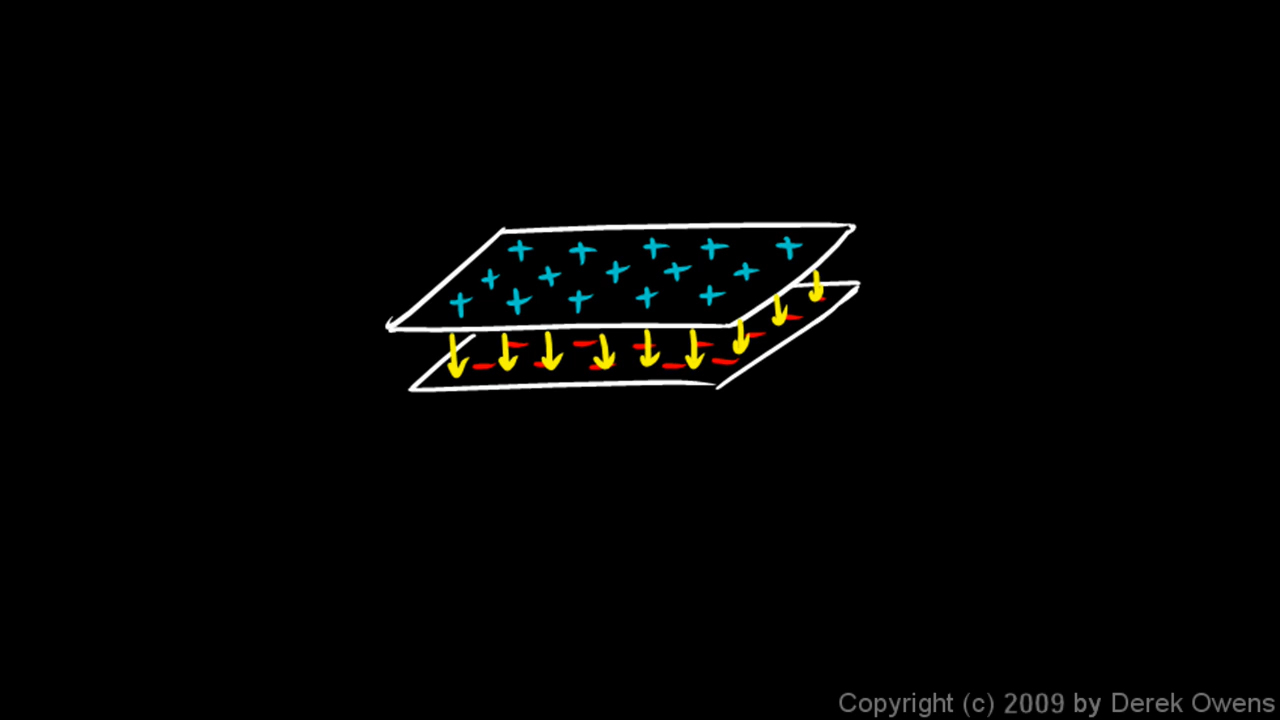 + + + + +
+ + + + +
+ + + + +
- - - -
- - - - -
Copyright (c) 2009 by Derek Owens